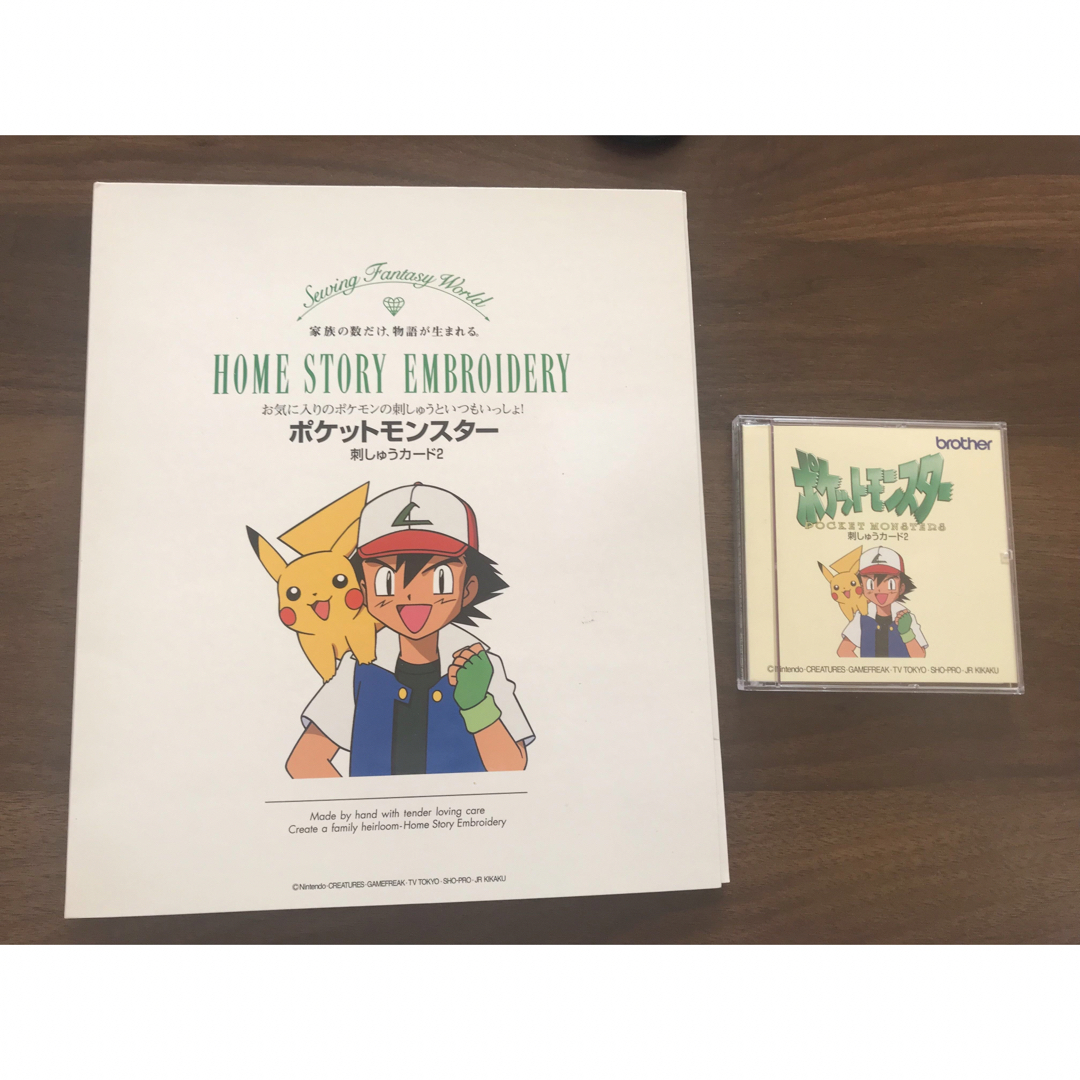 Sewing Fantasy World
家族の数だけ、物語が生まれる。
HOME STORY EMBROIDERY
お気に入りのポケモンの刺しゅうといつもいっしょ!
ポケットモンスター
刺しゅうカード2
Made by hand with tender loving care
Create a family heirloom-Home Story Embroidery
©Nintendo・CREATURES・GAMEFREAK・TV TOKYO・SHO-PRO・JR KIKAKU
brother
ポケットモンスター
POCKET MONSTERS
刺しゅうカード2
©Nintendo・CREATURES・GAMEFREAK・TV TOKYO・SHO-PRO・JR KIKAKU